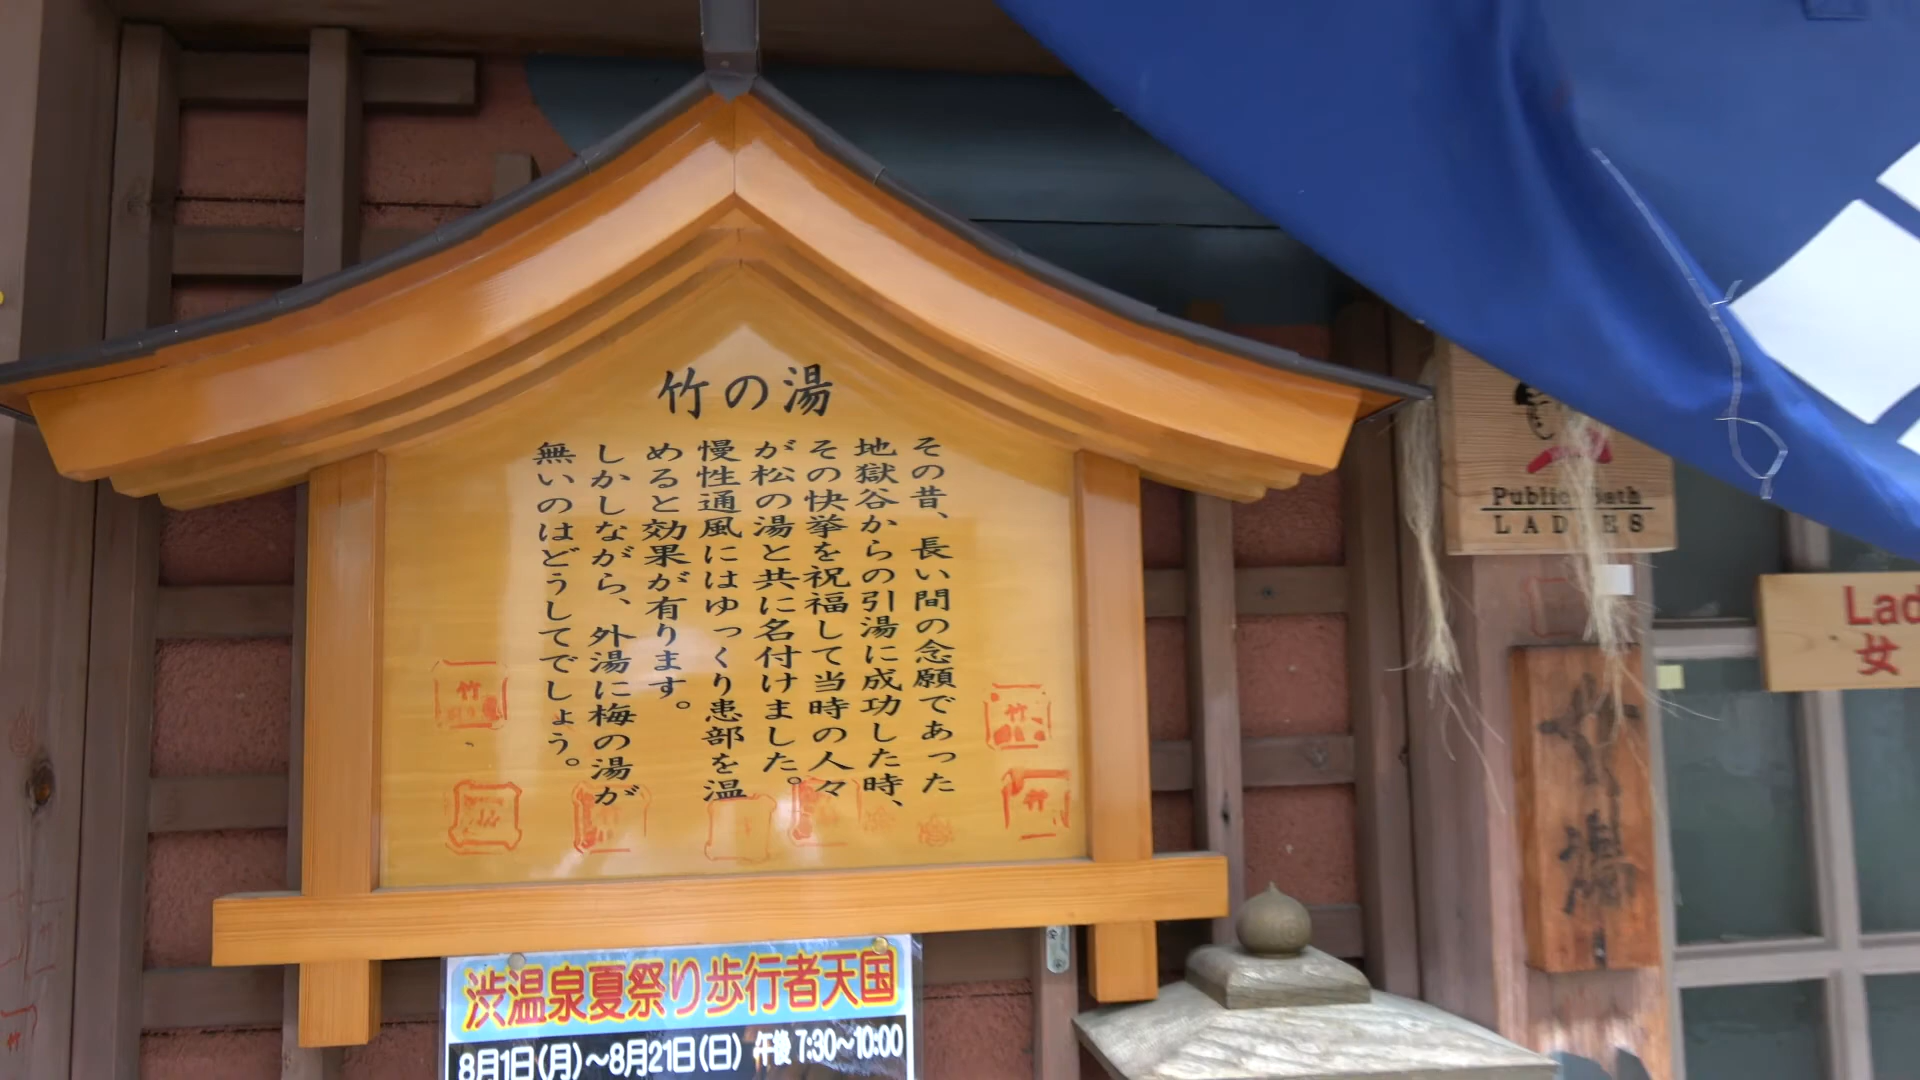 竹の湯
その昔、長い間の念願であった
地獄谷からの引湯に成功した時、
その快挙を祝福して当時の人々
が松の湯と共に名付けました。
慢性通風にはゆっくり患部を温
めると効果が有ります。
しかしながら、外湯に梅の湯が
無いのはどうしてでしょう。
竹
竹
竹
渋温泉夏祭り歩行者天国
8月1日(月)～8月21日(日) 午後7:30～10:00
Public Bath
LADIES
竹
湯
Lad
女